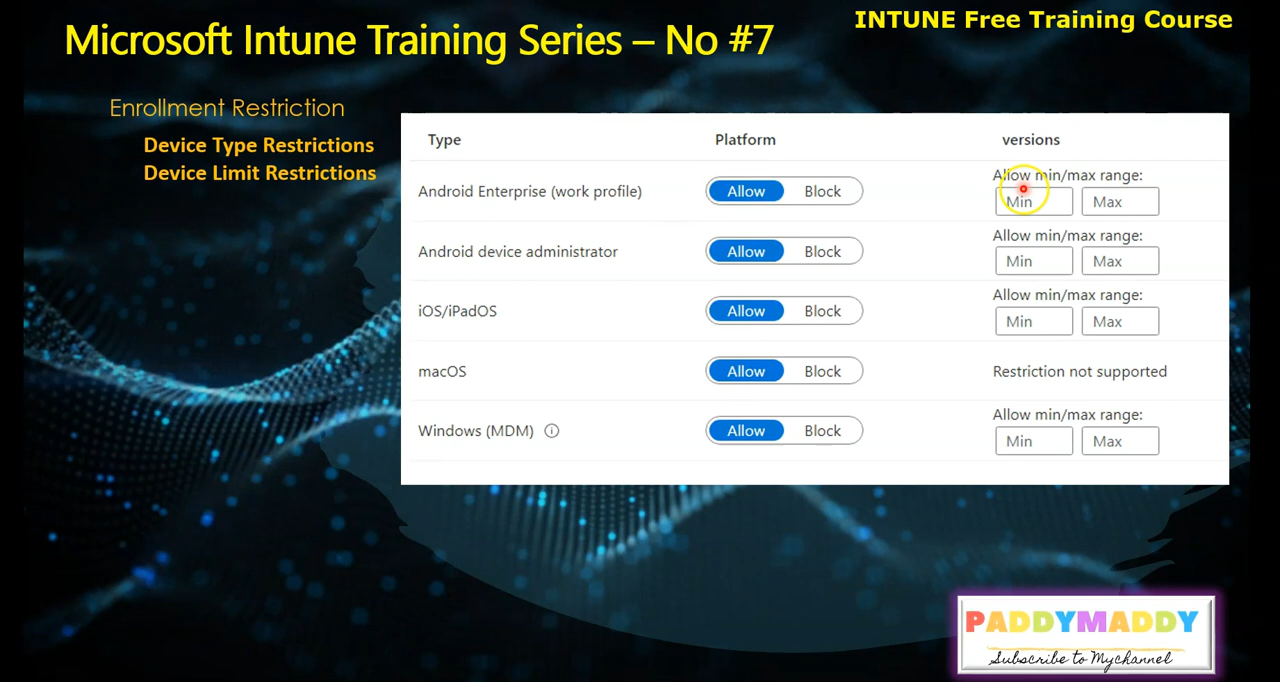 Microsoft Intune Training Series – No #7
INTUNE Free Training Course
Enrollment Restriction
Device Type Restrictions
Device Limit Restrictions
Type Platform versions
Android Enterprise (work profile) Allow Block Allow min/max range:
Min Max
Android device administrator Allow Block Allow min/max range:
Min Max
iOS/iPadOS Allow Block Allow min/max range:
Min Max
macOS Allow Block Restriction not supported
Windows (MDM) Allow Block Allow min/max range:
Min Max
PADDYMADDY
Subscribe to Mychannel